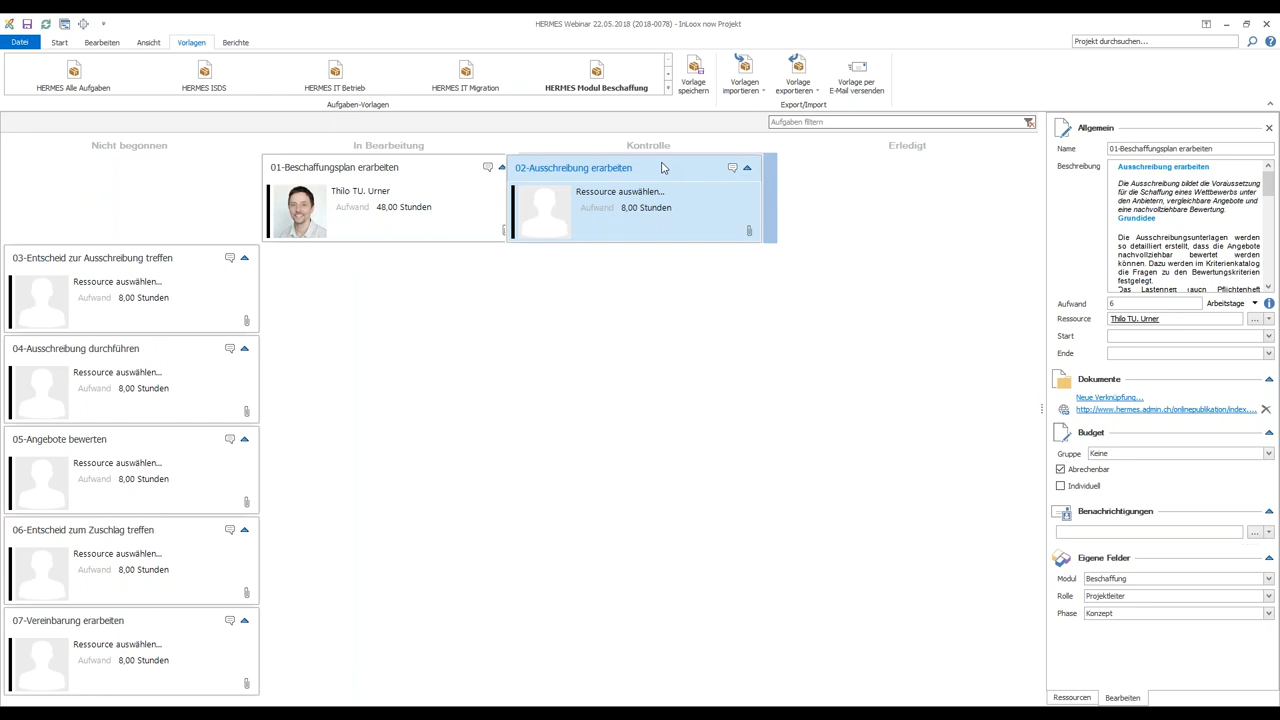 HERMES Webinar 22.05.2018 (2018-0078) - InLoox now Projekt
Datei Start Bearbeiten Ansicht Vorlagen Berichte
Projekt durchsuchen...
HERMES Alle Aufgaben HERMES ISDS HERMES IT Betrieb HERMES IT Migration HERMES Modul Beschaffung
Vorlage speichern
Vorlagen importieren
Vorlage exportieren
Vorlage per E-Mail versenden
Aufgaben-Vorlagen Export/Import
Aufgaben filtern
Nicht begonnen In Bearbeitung Kontrolle Erledigt
01-Beschaffungsplan erarbeiten
Thilo TU. Urner
Aufwand 48,00 Stunden
02-Ausschreibung erarbeiten
Ressource auswählen...
Aufwand 8,00 Stunden
03-Entscheid zur Ausschreibung treffen
Ressource auswählen...
Aufwand 8,00 Stunden
04-Ausschreibung durchführen
Ressource auswählen...
Aufwand 8,00 Stunden
05-Angebote bewerten
Ressource auswählen...
Aufwand 8,00 Stunden
06-Entscheid zum Zuschlag treffen
Ressource auswählen...
Aufwand 8,00 Stunden
07-Vereinbarung erarbeiten
Ressource auswählen...
Aufwand 8,00 Stunden
Allgemein
Name 01-Beschaffungsplan erarbeiten
Beschreibung Ausschreibung erarbeiten
Die Ausschreibung bildet die Voraussetzung
für die Schaffung eines Wettbewerbs unter
den Anbietern, vergleichbare Angebote und
eine nachvollziehbare Bewertung.
Grundidee
Die Ausschreibungsunterlagen werden
so detailliert erstellt, dass die Angebote
nachvollziehbar bewertet werden
können. Dazu werden im Kriterienkatalog
die Fragen zu den Bewertungskriterien
festgelegt.
Das Lastenheft (auch Pflichtenheft
Aufwand 6 Arbeitstage
Ressource Thilo TU. Urner ...
Start
Ende
Dokumente
Neue Verknüpfung...
http://www.hermes.admin.ch/onlinepublikation/index....
Budget
Gruppe Keine
Abrechenbar
Individuell
Benachrichtigungen
...
Eigene Felder
Modul Beschaffung
Rolle Projektleiter
Phase Konzept
Ressourcen Bearbeiten